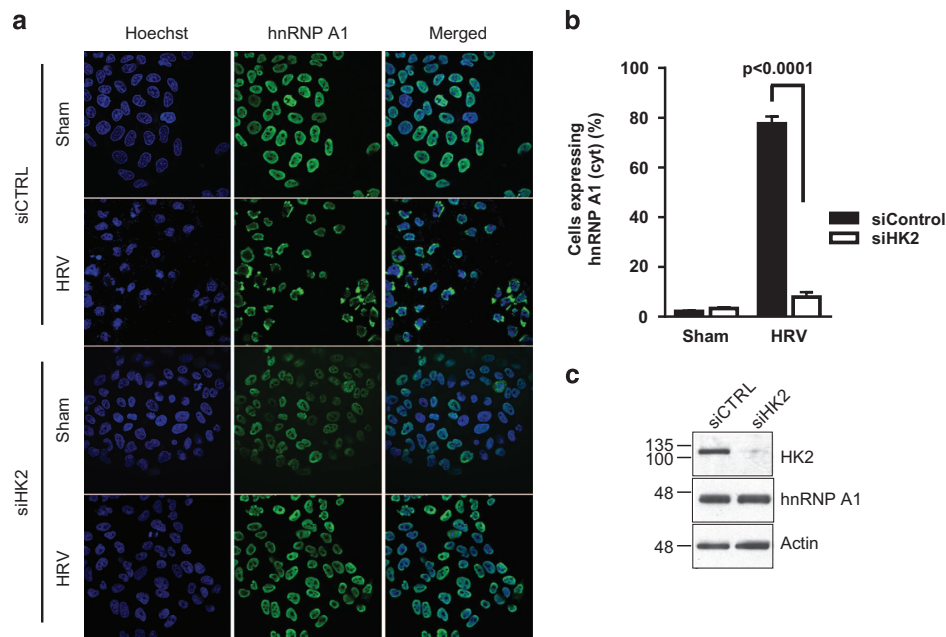 a
Hoechst
hnRNP A1
Merged
siCTRL
Sham
HRV
siHK2
Sham
HRV
b
Cells expressing
hnRNP A1 (cyt) (%)
100
80
60
40
20
0
p<0.0001
Sham
HRV
siControl
siHK2
c
siCTRL
siHK2
135
100
HK2
48
hnRNP A1
48
Actin